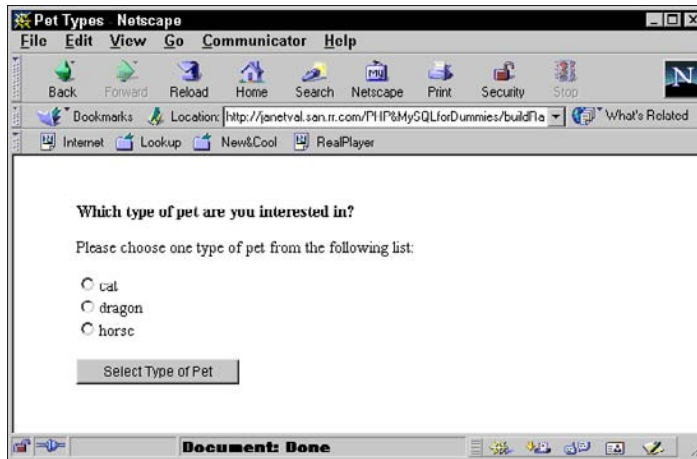 Pet Types - Netscape
File Edit View Go Communicator Help
Back Forward Reload Home Search Netscape Print Security Stop
My
N
Bookmarks Location: http://janetval.san.rr.com/PHP&MySQLforDummies/buildRa What's Related
Internet Lookup New&Cool RealPlayer
Which type of pet are you interested in?
Please choose one type of pet from the following list:
cat
dragon
horse
Select Type of Pet
Document: Done